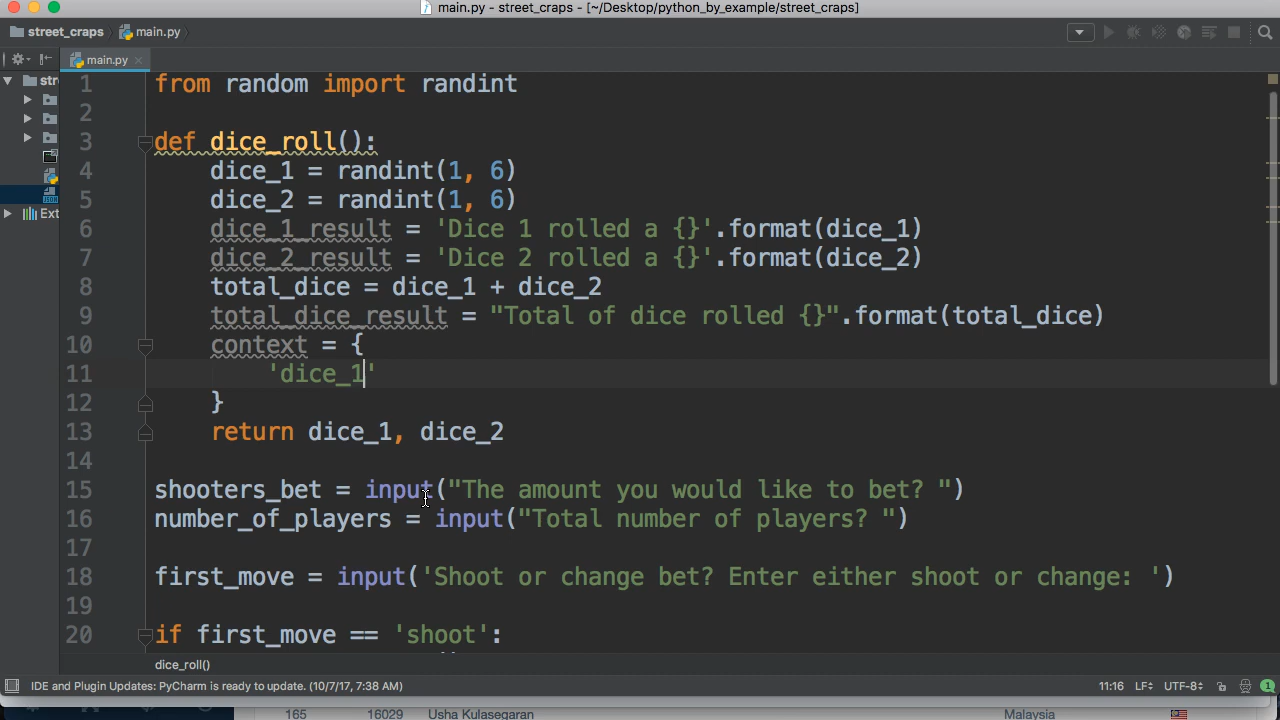 main.py - street_craps - [~/Desktop/python_by_example/street_craps]
street_craps main.py
main.py
str
Ext
1 from random import randint
2
3 def dice_roll():
4 dice_1 = randint(1, 6)
5 dice_2 = randint(1, 6)
6 dice_1_result = 'Dice 1 rolled a {}'.format(dice_1)
7 dice_2_result = 'Dice 2 rolled a {}'.format(dice_2)
8 total_dice = dice_1 + dice_2
9 total_dice_result = "Total of dice rolled {}".format(total_dice)
10 context = {
11 'dice_1'
12 }
13 return dice_1, dice_2
14
15 shooters_bet = input("The amount you would like to bet? ")
16 number_of_players = input("Total number of players? ")
17
18 first_move = input('Shoot or change bet? Enter either shoot or change: ')
19
20 if first_move == 'shoot':
dice_roll()
IDE and Plugin Updates: PyCharm is ready to update. (10/7/17, 7:38 AM) 11:16 LF UTF-8 1
165 16029 Usha Kulasegaran Malaysia